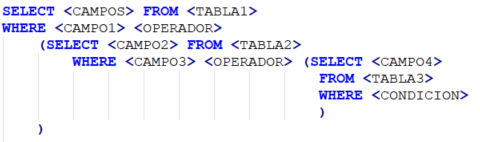 SELECT <CAMPOS> FROM <TABLA1>
WHERE <CAMPO1> <OPERADOR>
(SELECT <CAMPO2> FROM <TABLA2>
WHERE <CAMPO3> <OPERADOR> (SELECT <CAMPO4>
FROM <TABLA3>
WHERE <CONDICION>
)
)